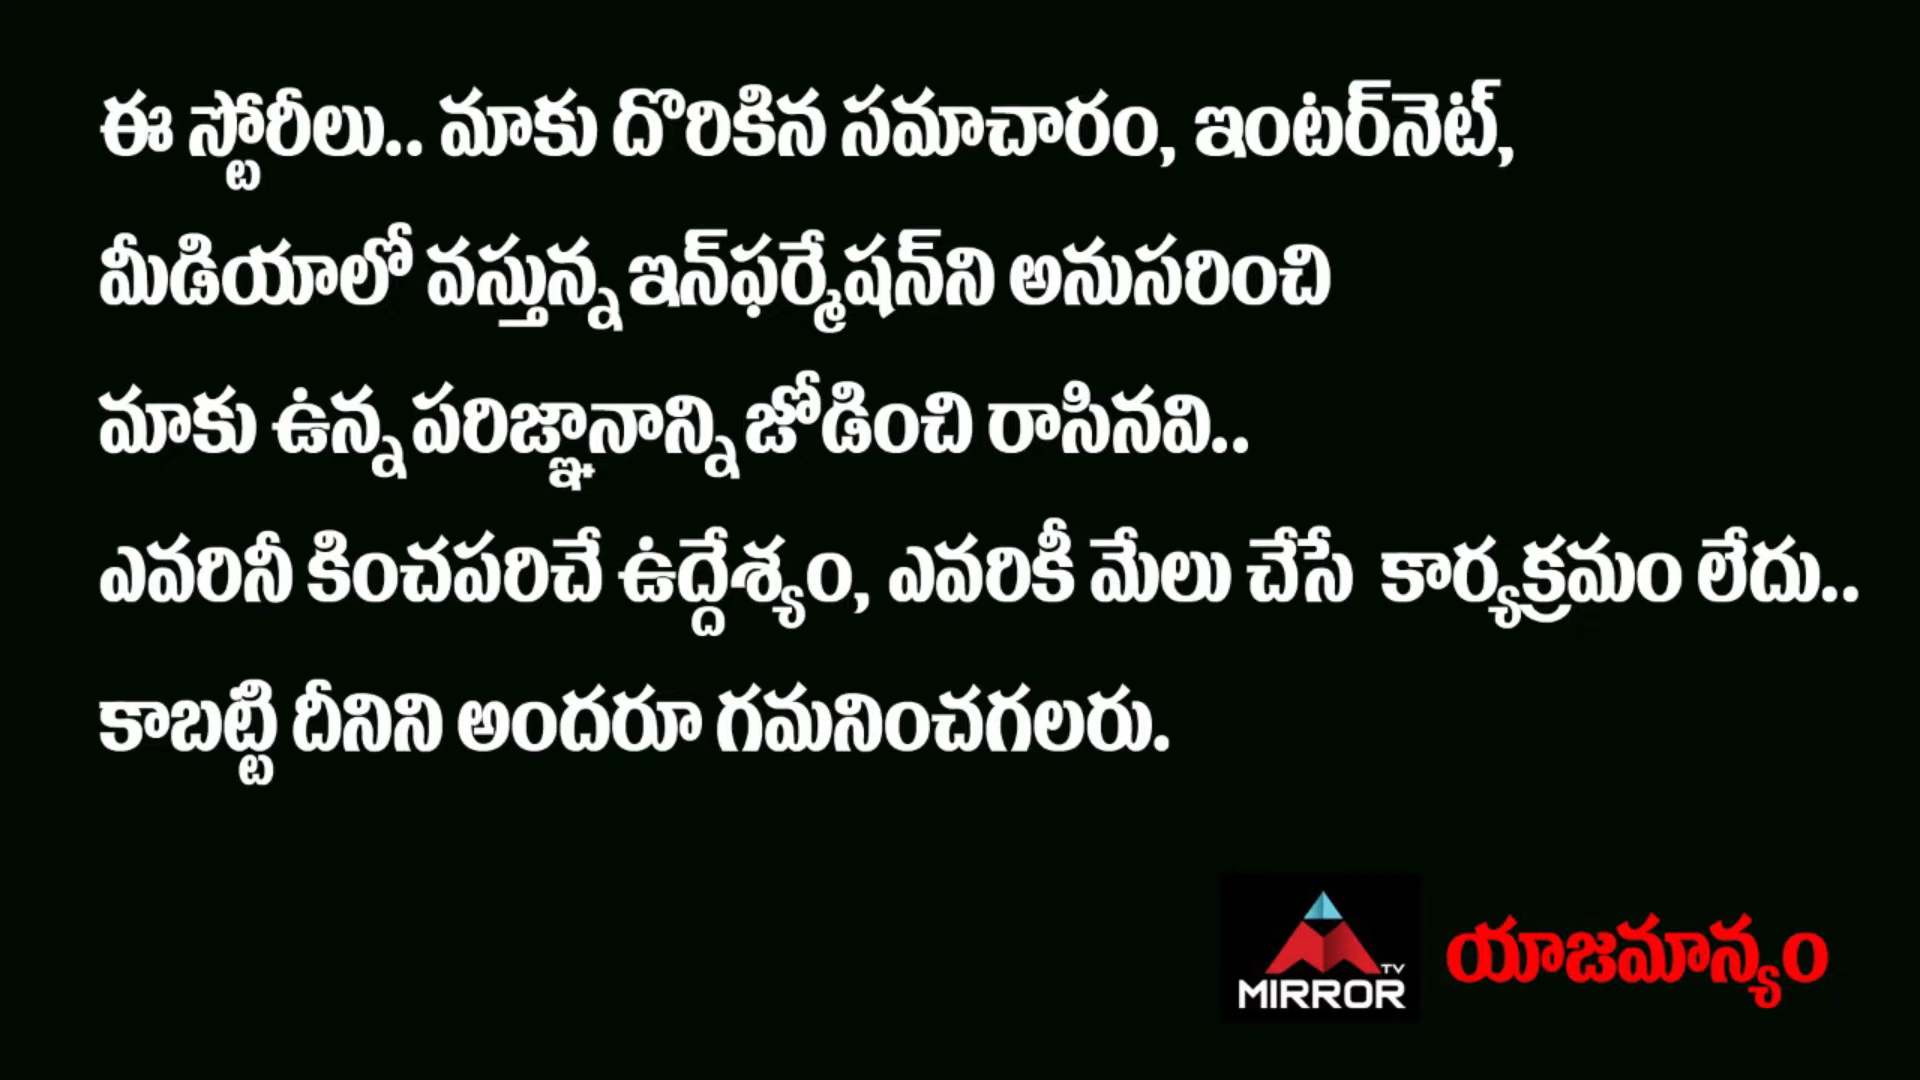 ఈ స్టోరీలు.. మాకు దొరికిన సమాచారం, ఇంటర్‌నెట్,
మీడియాలో వస్తున్న ఇన్‌ఫర్మేషన్‌ని అనుసరించి
మాకు ఉన్న పరిజ్ఞానాన్ని జోడించి రాసినవి..
ఎవరినీ కించపరిచే ఉద్దేశ్యం, ఎవరికీ మేలు చేసే కార్యక్రమం లేదు..
కాబట్టి దీనిని అందరూ గమనించగలరు.
TV
MIRROR
యాజమాన్యం